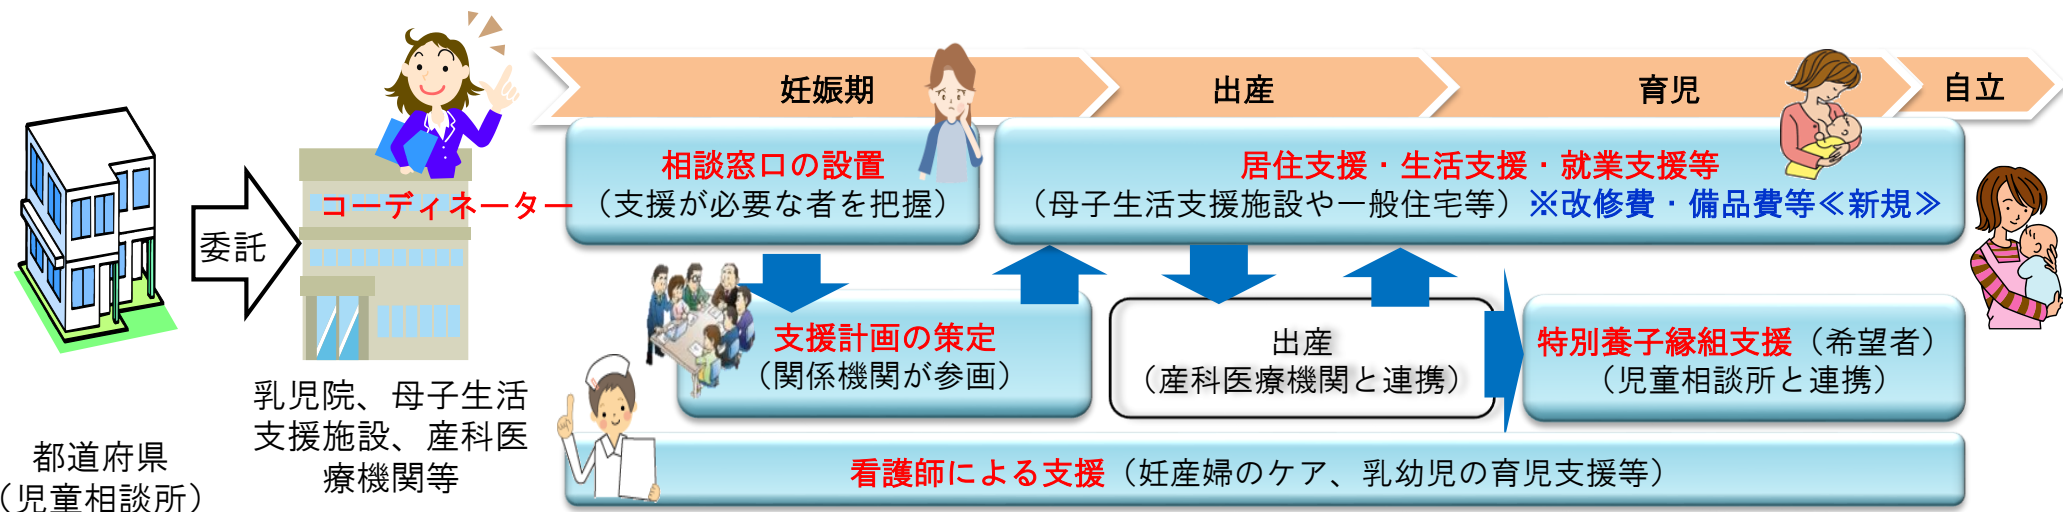 妊娠期
出産
育児
自立
相談窓口の設置
（支援が必要な者を把握）
居住支援・生活支援・就業支援等
（母子生活支援施設や一般住宅等）※改修費・備品費等≪新規≫
コーディネーター
委託
支援計画の策定
（関係機関が参画）
出産
（産科医療機関と連携）
特別養子縁組支援（希望者）
（児童相談所と連携）
乳児院、母子生活
支援施設、産科医
療機関等
都道府県
（児童相談所）
看護師による支援（妊産婦のケア、乳幼児の育児支援等）